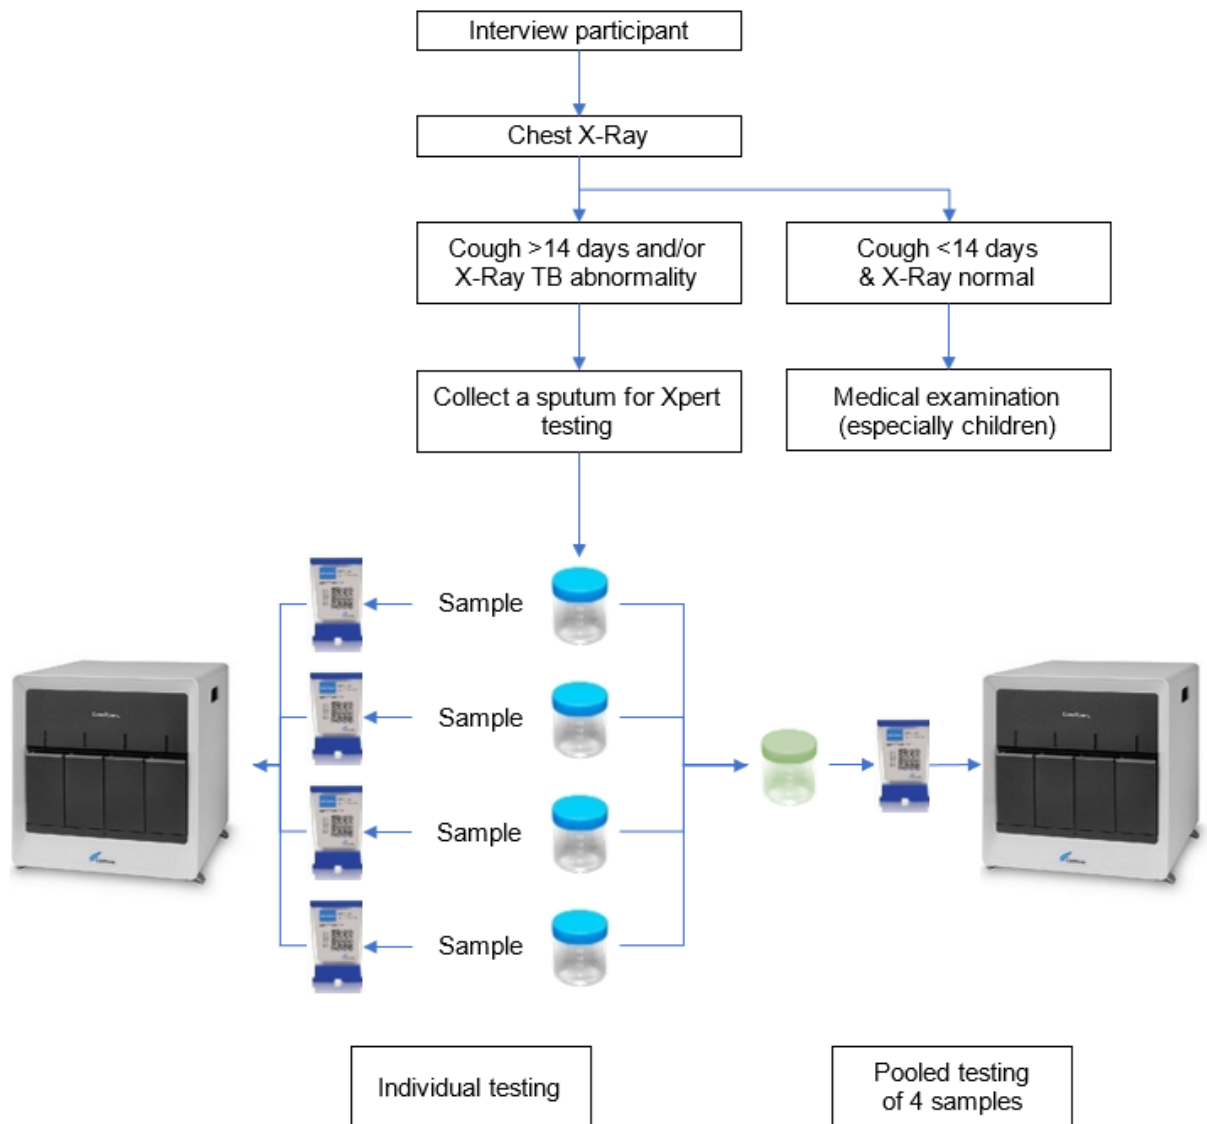 Interview participant
Chest X-Ray
Cough >14 days and/or
X-Ray TB abnormality
Cough <14 days
& X-Ray normal
Collect a sputum for Xpert
testing
Medical examination
(especially children)
Sample
Sample
Sample
Sample
Individual testing
Pooled testing
of 4 samples